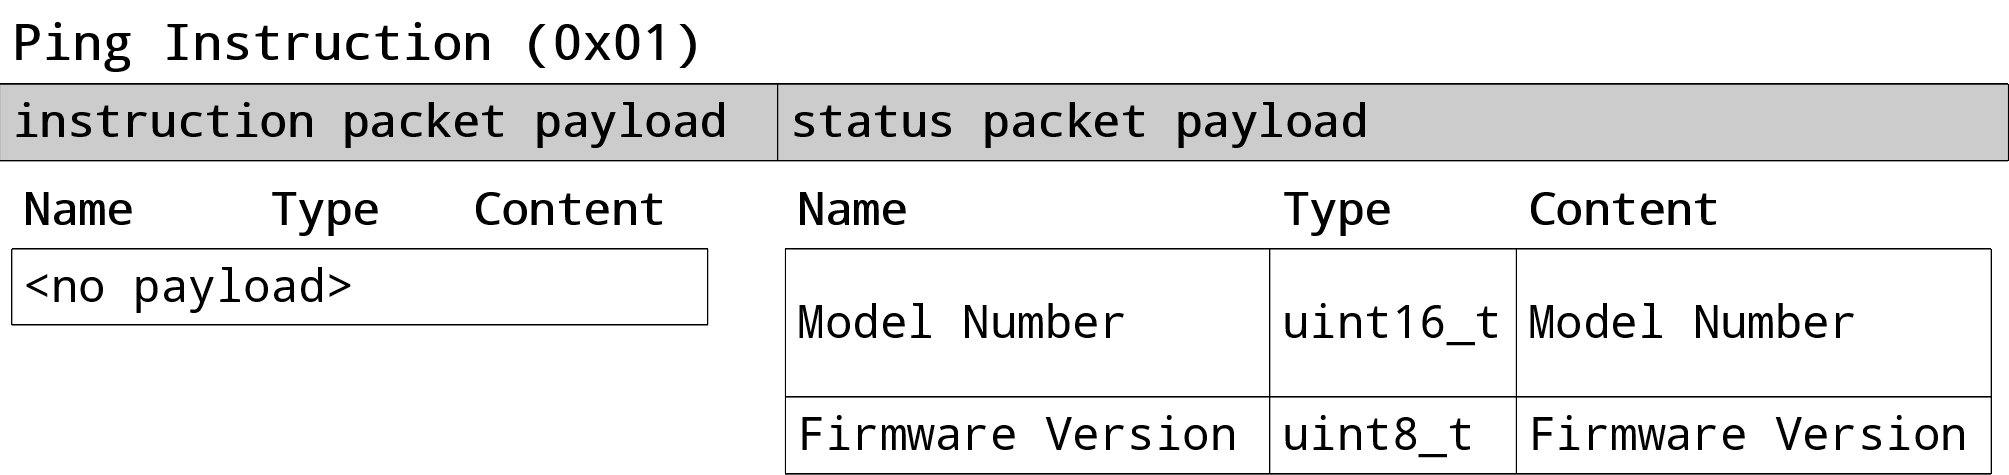 Ping Instruction (0x01)
instruction packet payload status packet payload
Name Type Content Name Type Content
<no payload>
Model Number uint16_t Model Number
Firmware Version uint8_t Firmware Version